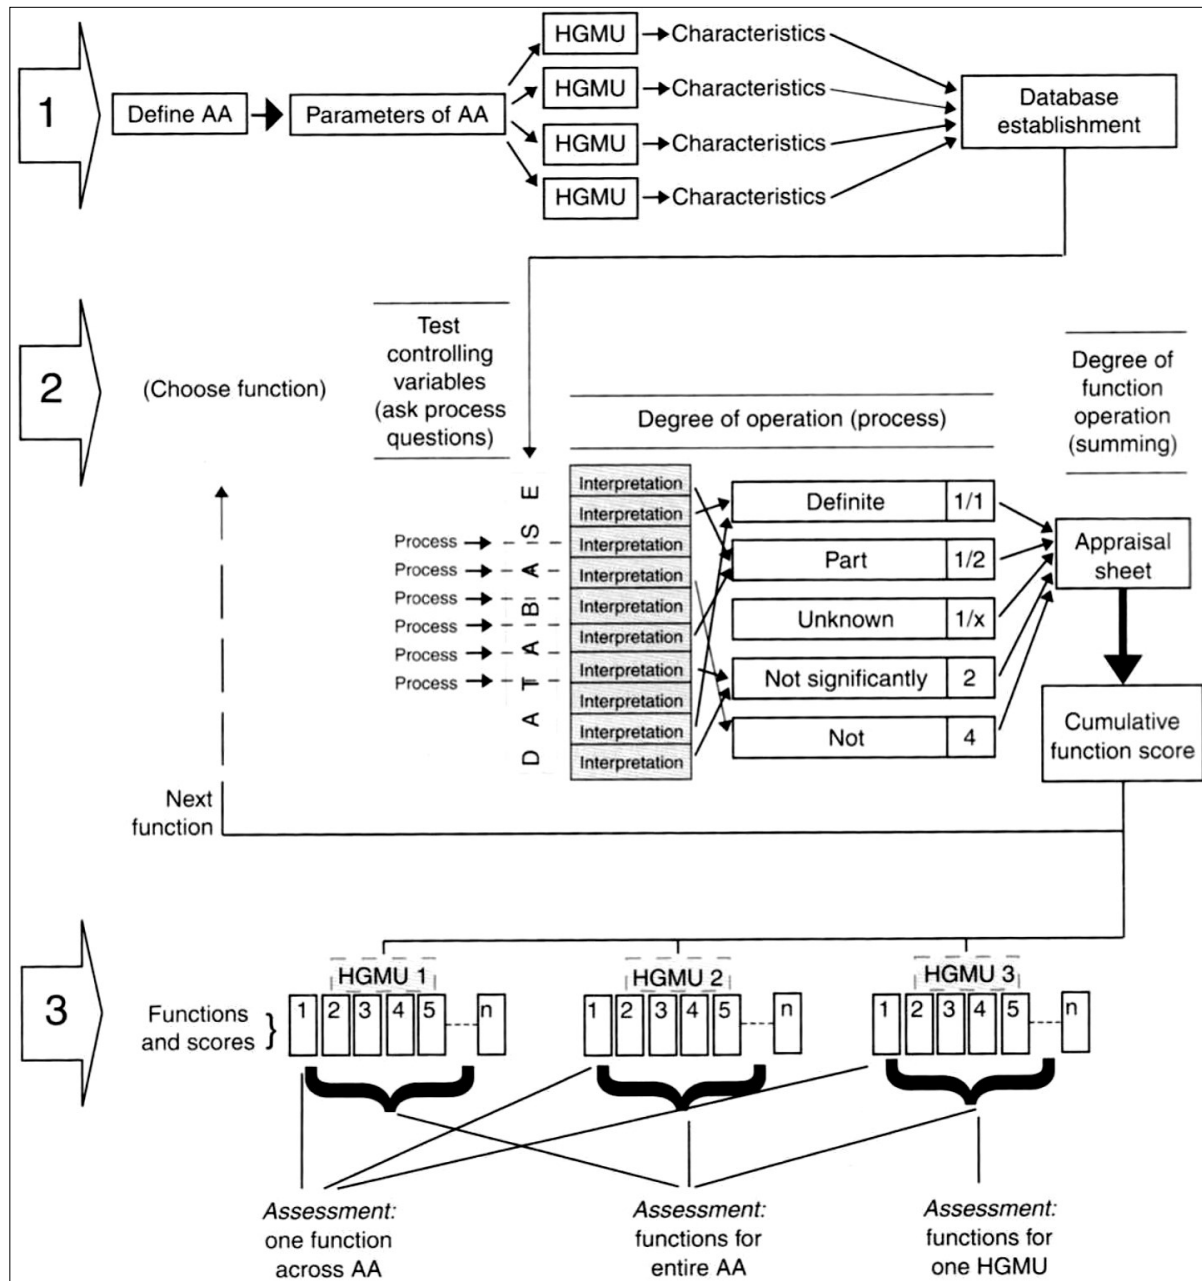 1
Define AA
Parameters of AA
HGMU
Characteristics
HGMU
Characteristics
HGMU
Characteristics
HGMU
Characteristics
Database
establishment
2
(Choose function)
Test
controlling
variables
(ask process
questions)
Degree of operation (process)
Degree of
function
operation
(summing)
DATABASE
Process
Process
Process
Process
Process
Process
Interpretation
Interpretation
Interpretation
Interpretation
Interpretation
Interpretation
Interpretation
Interpretation
Interpretation
Interpretation
Definite 1/1
Part 1/2
Unknown 1/x
Not significantly 2
Not 4
Appraisal
sheet
Cumulative
function score
Next
function
3
Functions
and scores
HGMU 1
1 2 3 4 5 n
HGMU 2
1 2 3 4 5 n
HGMU 3
1 2 3 4 5 n
Assessment:
one function
across AA
Assessment:
functions for
entire AA
Assessment:
functions for
one HGMU